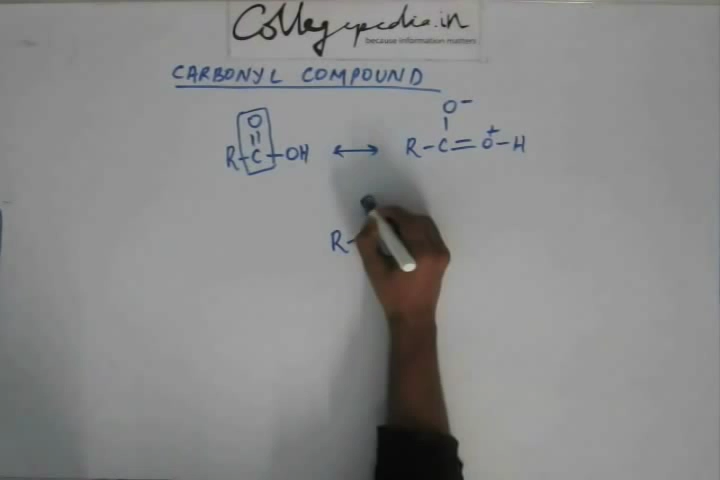 Collegepedia.in
because information matters
CARBONYL COMPOUND
O O-
R-C-OH ↔ R-C=O+-H
R-